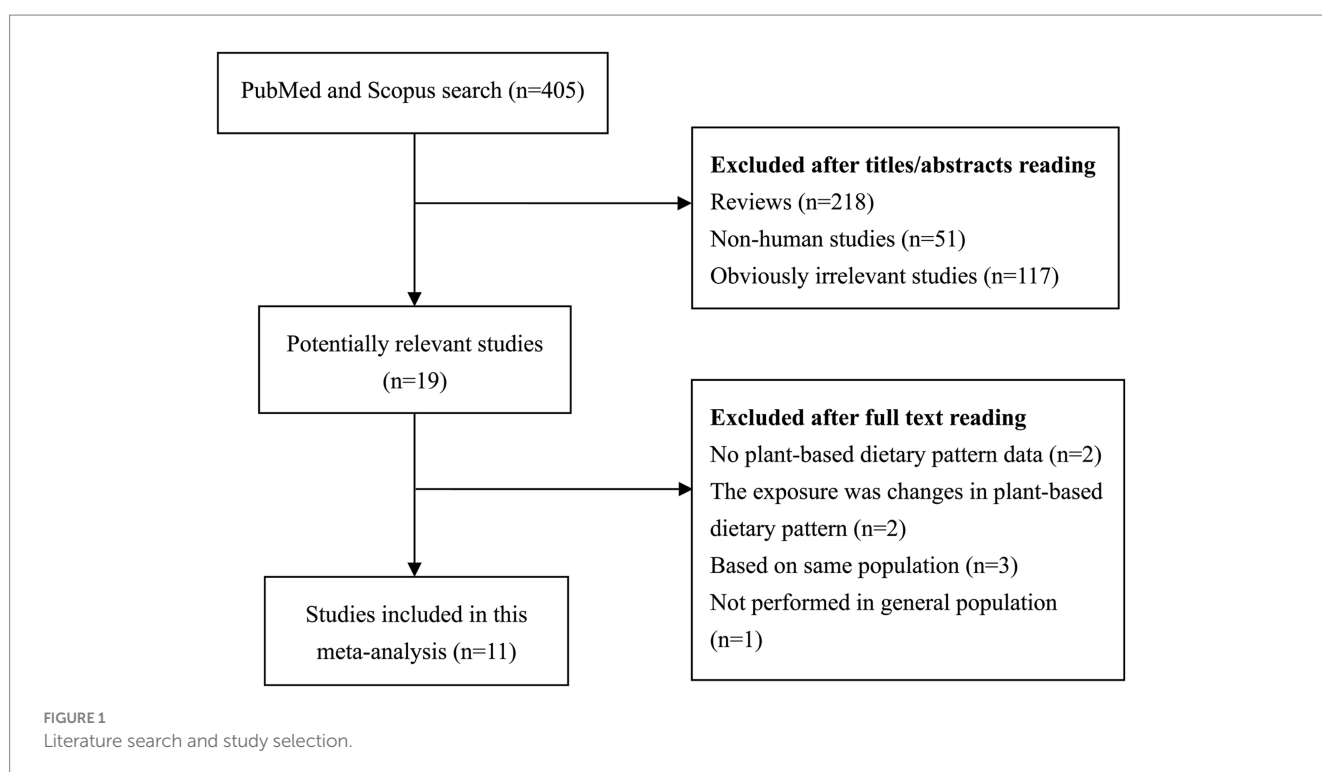 PubMed and Scopus search (n=405)
Excluded after titles/abstracts reading
Reviews (n=218)
Non-human studies (n=51)
Obviously irrelevant studies (n=117)
Potentially relevant studies
(n=19)
Excluded after full text reading
No plant-based dietary pattern data (n=2)
The exposure was changes in plant-based
dietary pattern (n=2)
Based on same population (n=3)
Not performed in general population
(n=1)
Studies included in this
meta-analysis (n=11)
FIGURE 1
Literature search and study selection.